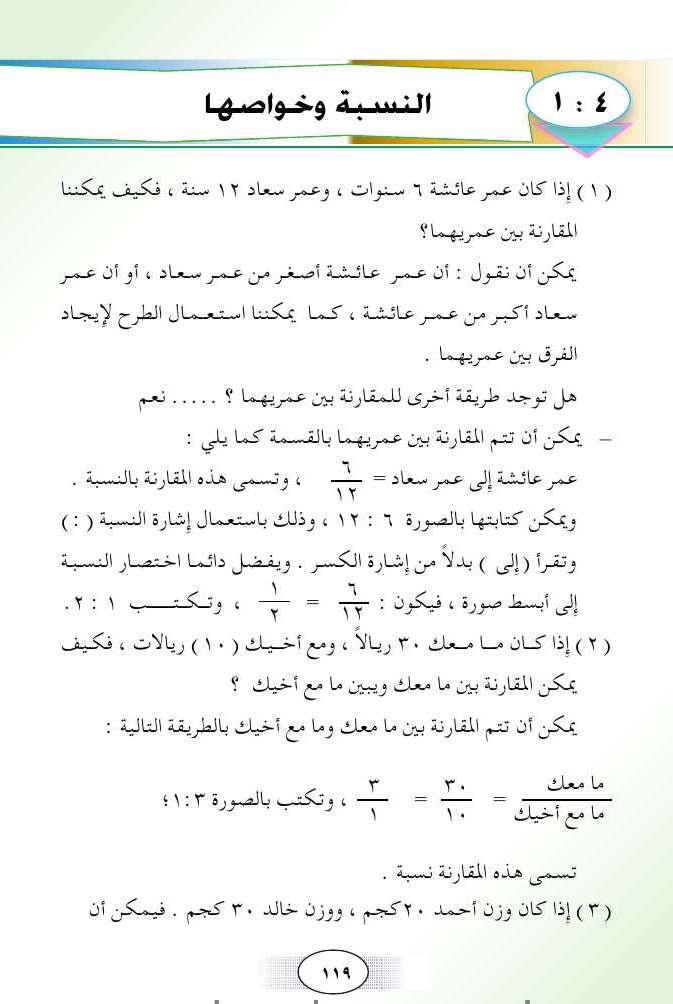 ٤ : ١
النسبة وخواصها
( ١ ) إذا كان عمر عائشة ٦ سنوات ، وعمر سعاد ١٢ سنة ، فكيف يمكننا
المقارنة بين عمريهما؟
يمكن أن نقول : أن عمر عائشة أصغر من عمر سعاد ، أو أن عمر
سعاد أكبر من عمر عائشة ، كما يمكننا استعمال الطرح لإيجاد
الفرق بين عمريهما .
هل توجد طريقة أخرى للمقارنة بين عمريهما ؟ ..... نعم
– يمكن أن تتم المقارنة بين عمريهما بالقسمة كما يلي :
عمر عائشة إلى عمر سعاد = ٦/١٢ ، وتسمى هذه المقارنة بالنسبة .
ويمكن كتابتها بالصورة ٦ : ١٢ ، وذلك باستعمال إشارة النسبة ( : )
وتقرأ ( إلى ) بدلاً من إشارة الكسر . ويفضل دائما اختصار النسبة
إلى أبسط صورة ، فيكون : ٦/١٢ = ١/٢ ، وتكتب ١ : ٢.
( ٢ ) إذا كان ما معك ٣٠ ريالاً ، ومع أخيك ( ١٠ ) ريالات ، فكيف
يمكن المقارنة بين ما معك وبين ما مع أخيك ؟
يمكن أن تتم المقارنة بين ما معك وما مع أخيك بالطريقة التالية :
ما معك/ما مع أخيك = ٣٠/١٠ = ٣/١ ، وتكتب بالصورة ١:٣؛
تسمى هذه المقارنة نسبة .
( ٣ ) إذا كان وزن أحمد ٢٠كجم ، ووزن خالد ٣٠ كجم . فيمكن أن
١١٩